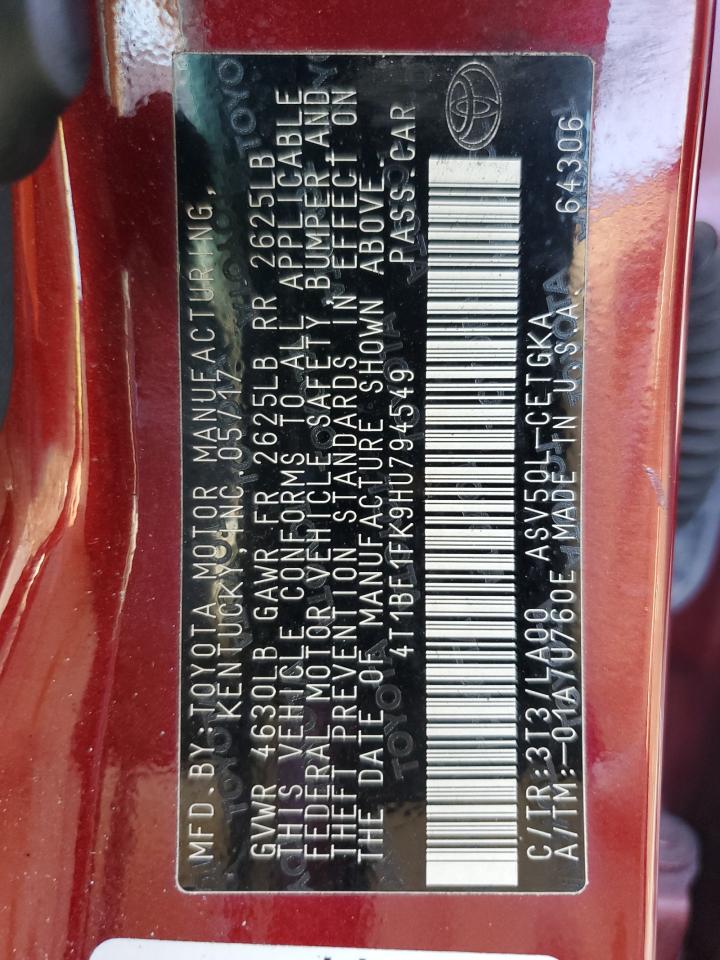 MFD.BY:TOYOTA MOTOR MANUFACTURING,
KENTUCKY,INC. 05/17
GVWR 4630LB GAWR FR 2625LB RR 2625LB
THIS VEHICLE CONFORMS TO ALL APPLICABLE
FEDERAL MOTOR VEHICLE SAFETY,BUMPER AND
THEFT PREVENTION STANDARDS IN EFFECT ON
THE DATE OF MANUFACTURE SHOWN ABOVE.
4T1BF1FK9HU794549 PASS.CAR
C/TR:3T3/LA00 ASV50L-CETGKA
A/TM:-01A/U760E MADE IN U.S.A. 64306